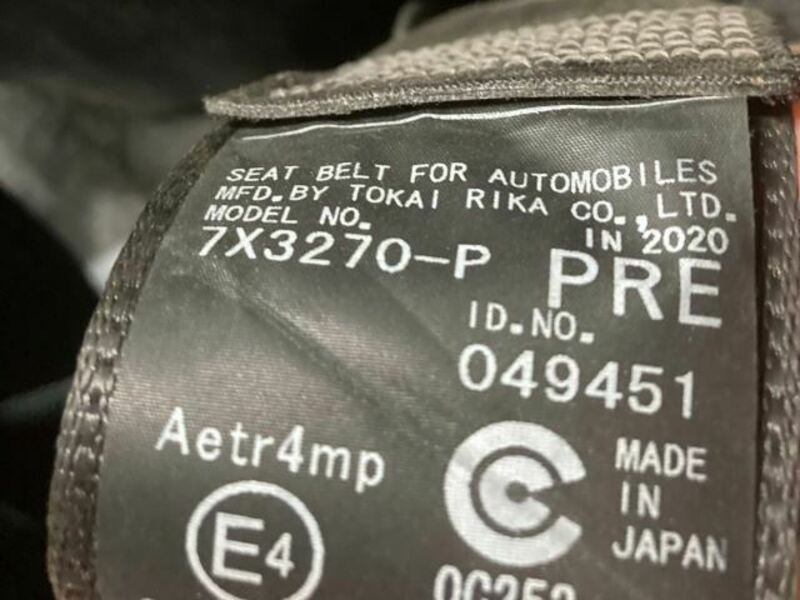 SEAT BELT FOR AUTOMOBILES
MFD. BY TOKAI RIKA CO., LTD.
MODEL NO. IN 2020
7X3270-P PRE
ID.NO.
049451
Aetr4mp
E4
MADE
IN
JAPAN